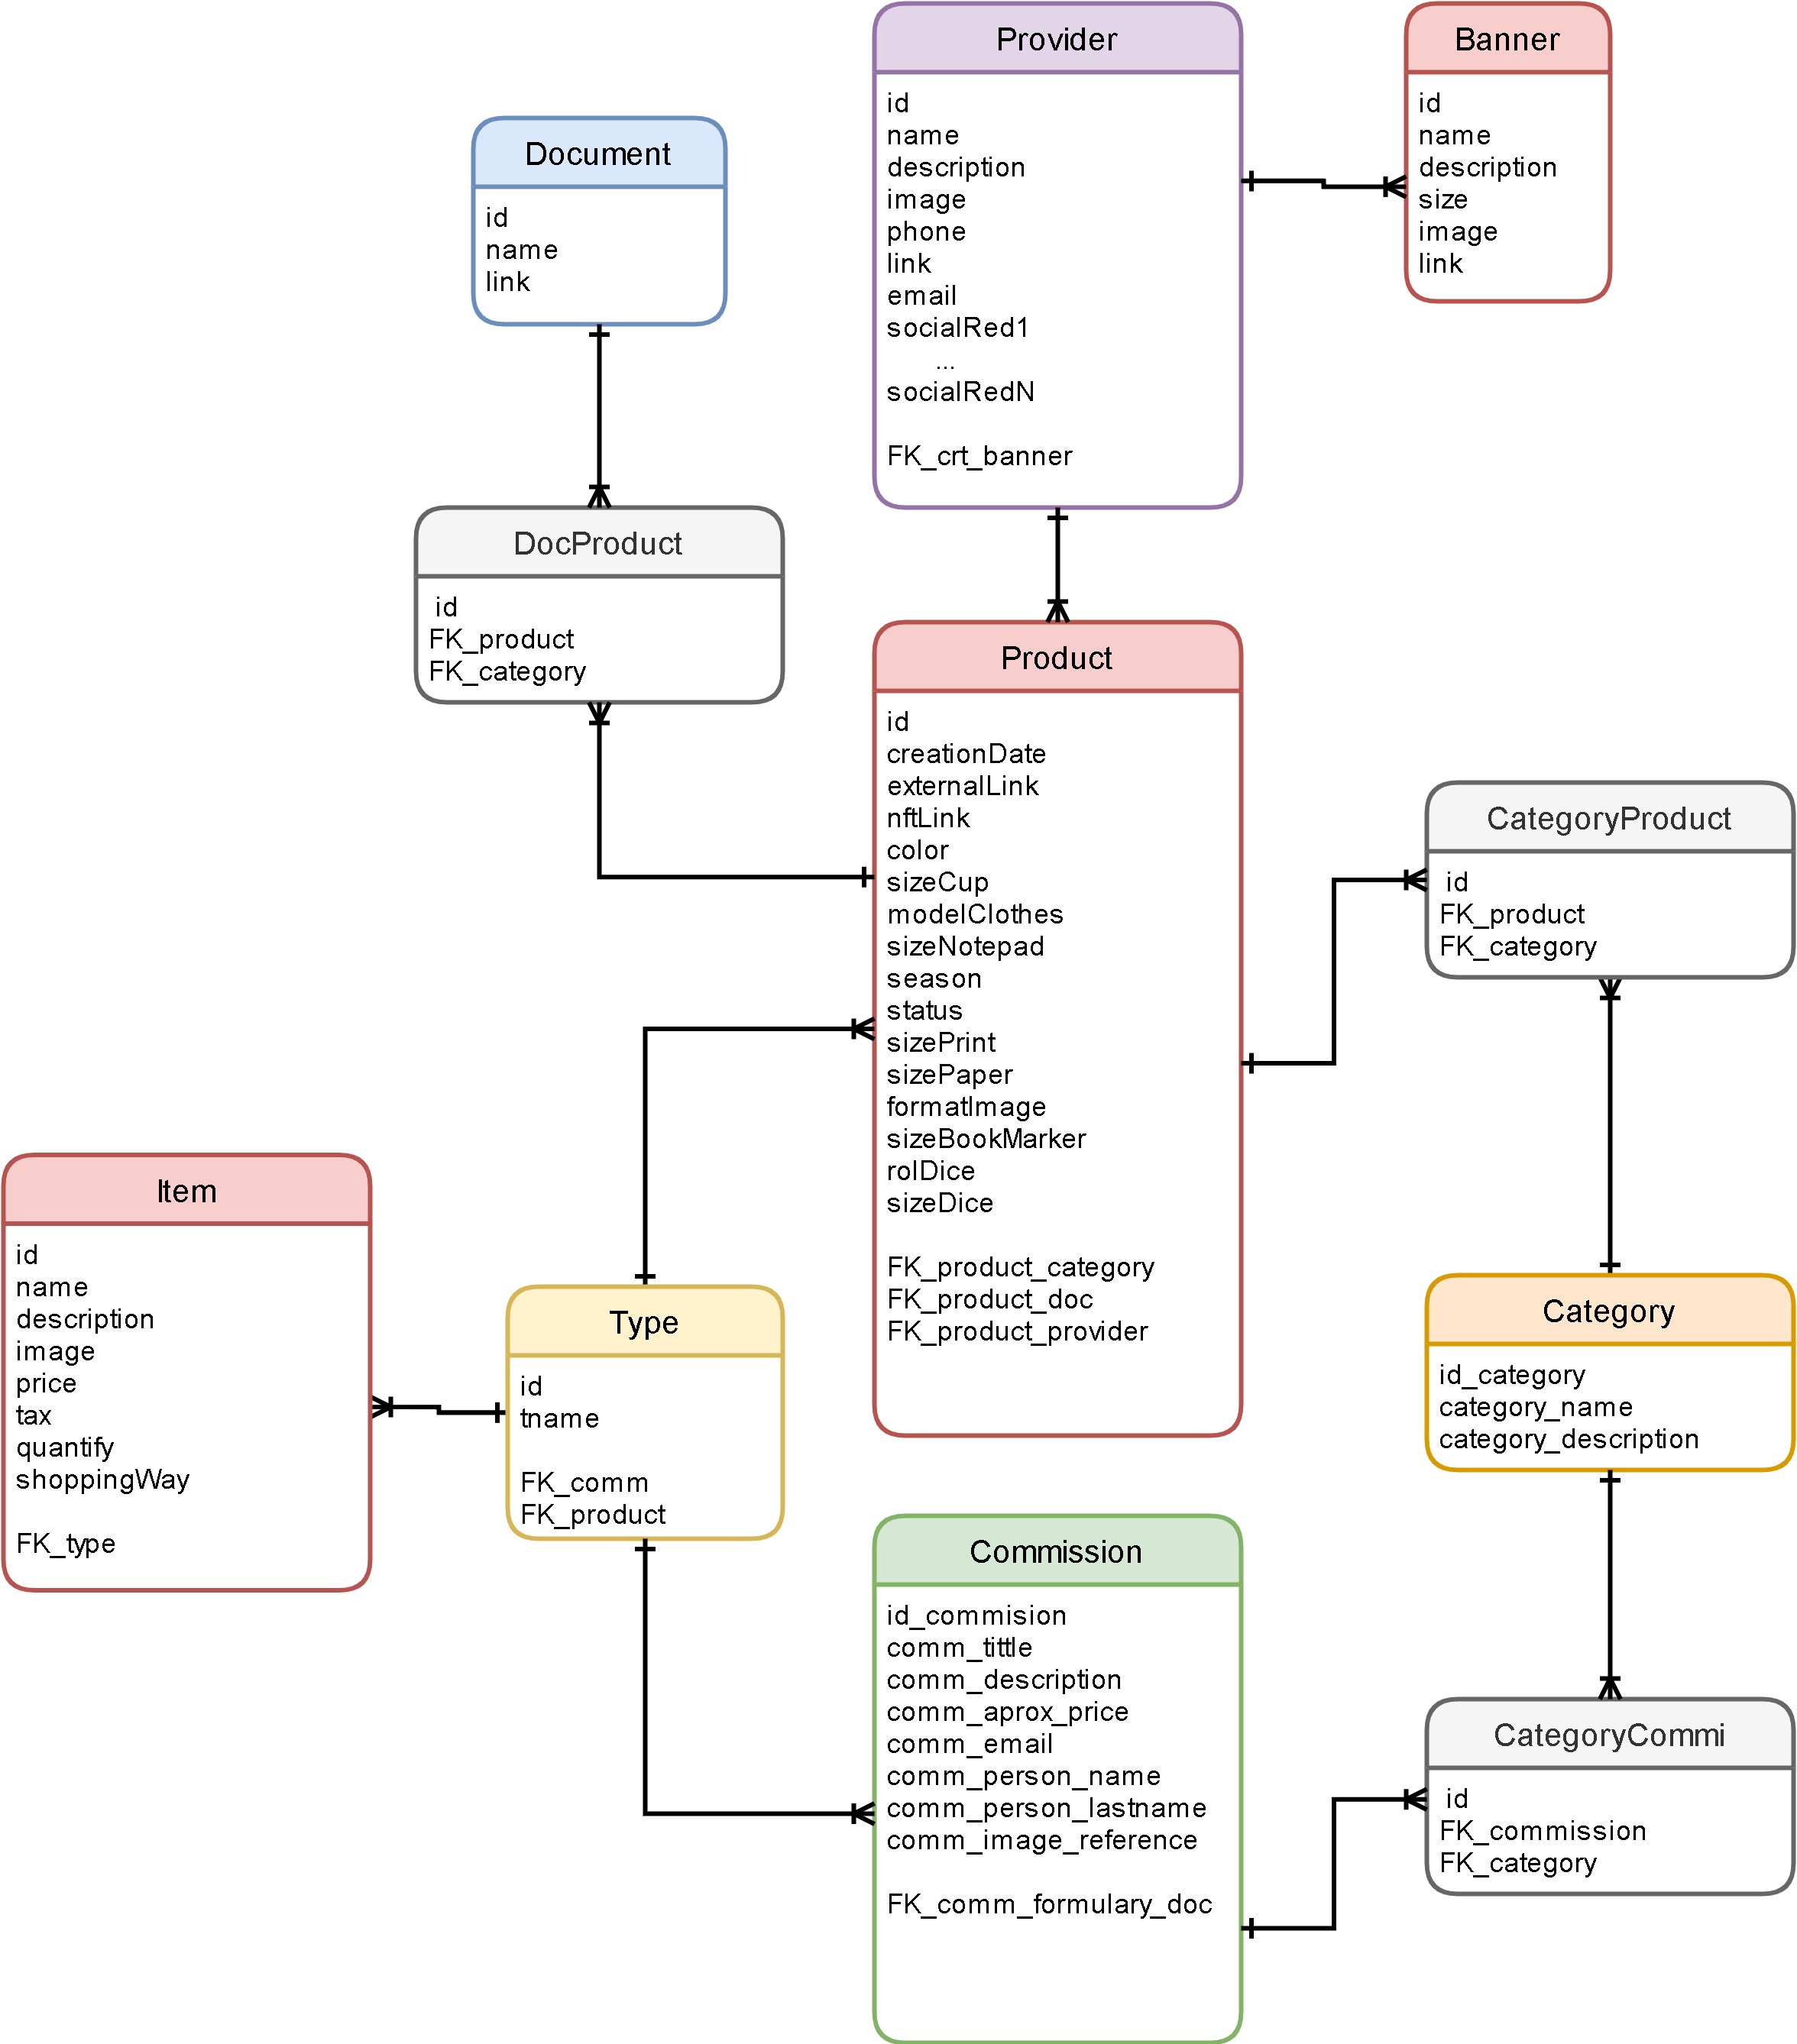 Provider
id
name
description
image
phone
link
email
socialRed1
...
socialRedN
FK_crt_banner
Banner
id
name
description
size
image
link
Document
id
name
link
DocProduct
id
FK_product
FK_category
Product
id
creationDate
externalLink
nftLink
color
sizeCup
modelClothes
sizeNotepad
season
status
sizePrint
sizePaper
formatImage
sizeBookMarker
rolDice
sizeDice
FK_product_category
FK_product_doc
FK_product_provider
CategoryProduct
id
FK_product
FK_category
Item
id
name
description
image
price
tax
quantify
shoppingWay
FK_type
Type
id
tname
FK_comm
FK_product
Category
id_category
category_name
category_description
Commission
id_commision
comm_tittle
comm_description
comm_aprox_price
comm_email
comm_person_name
comm_person_lastname
comm_image_reference
FK_comm_formulary_doc
CategoryCommi
id
FK_commission
FK_category